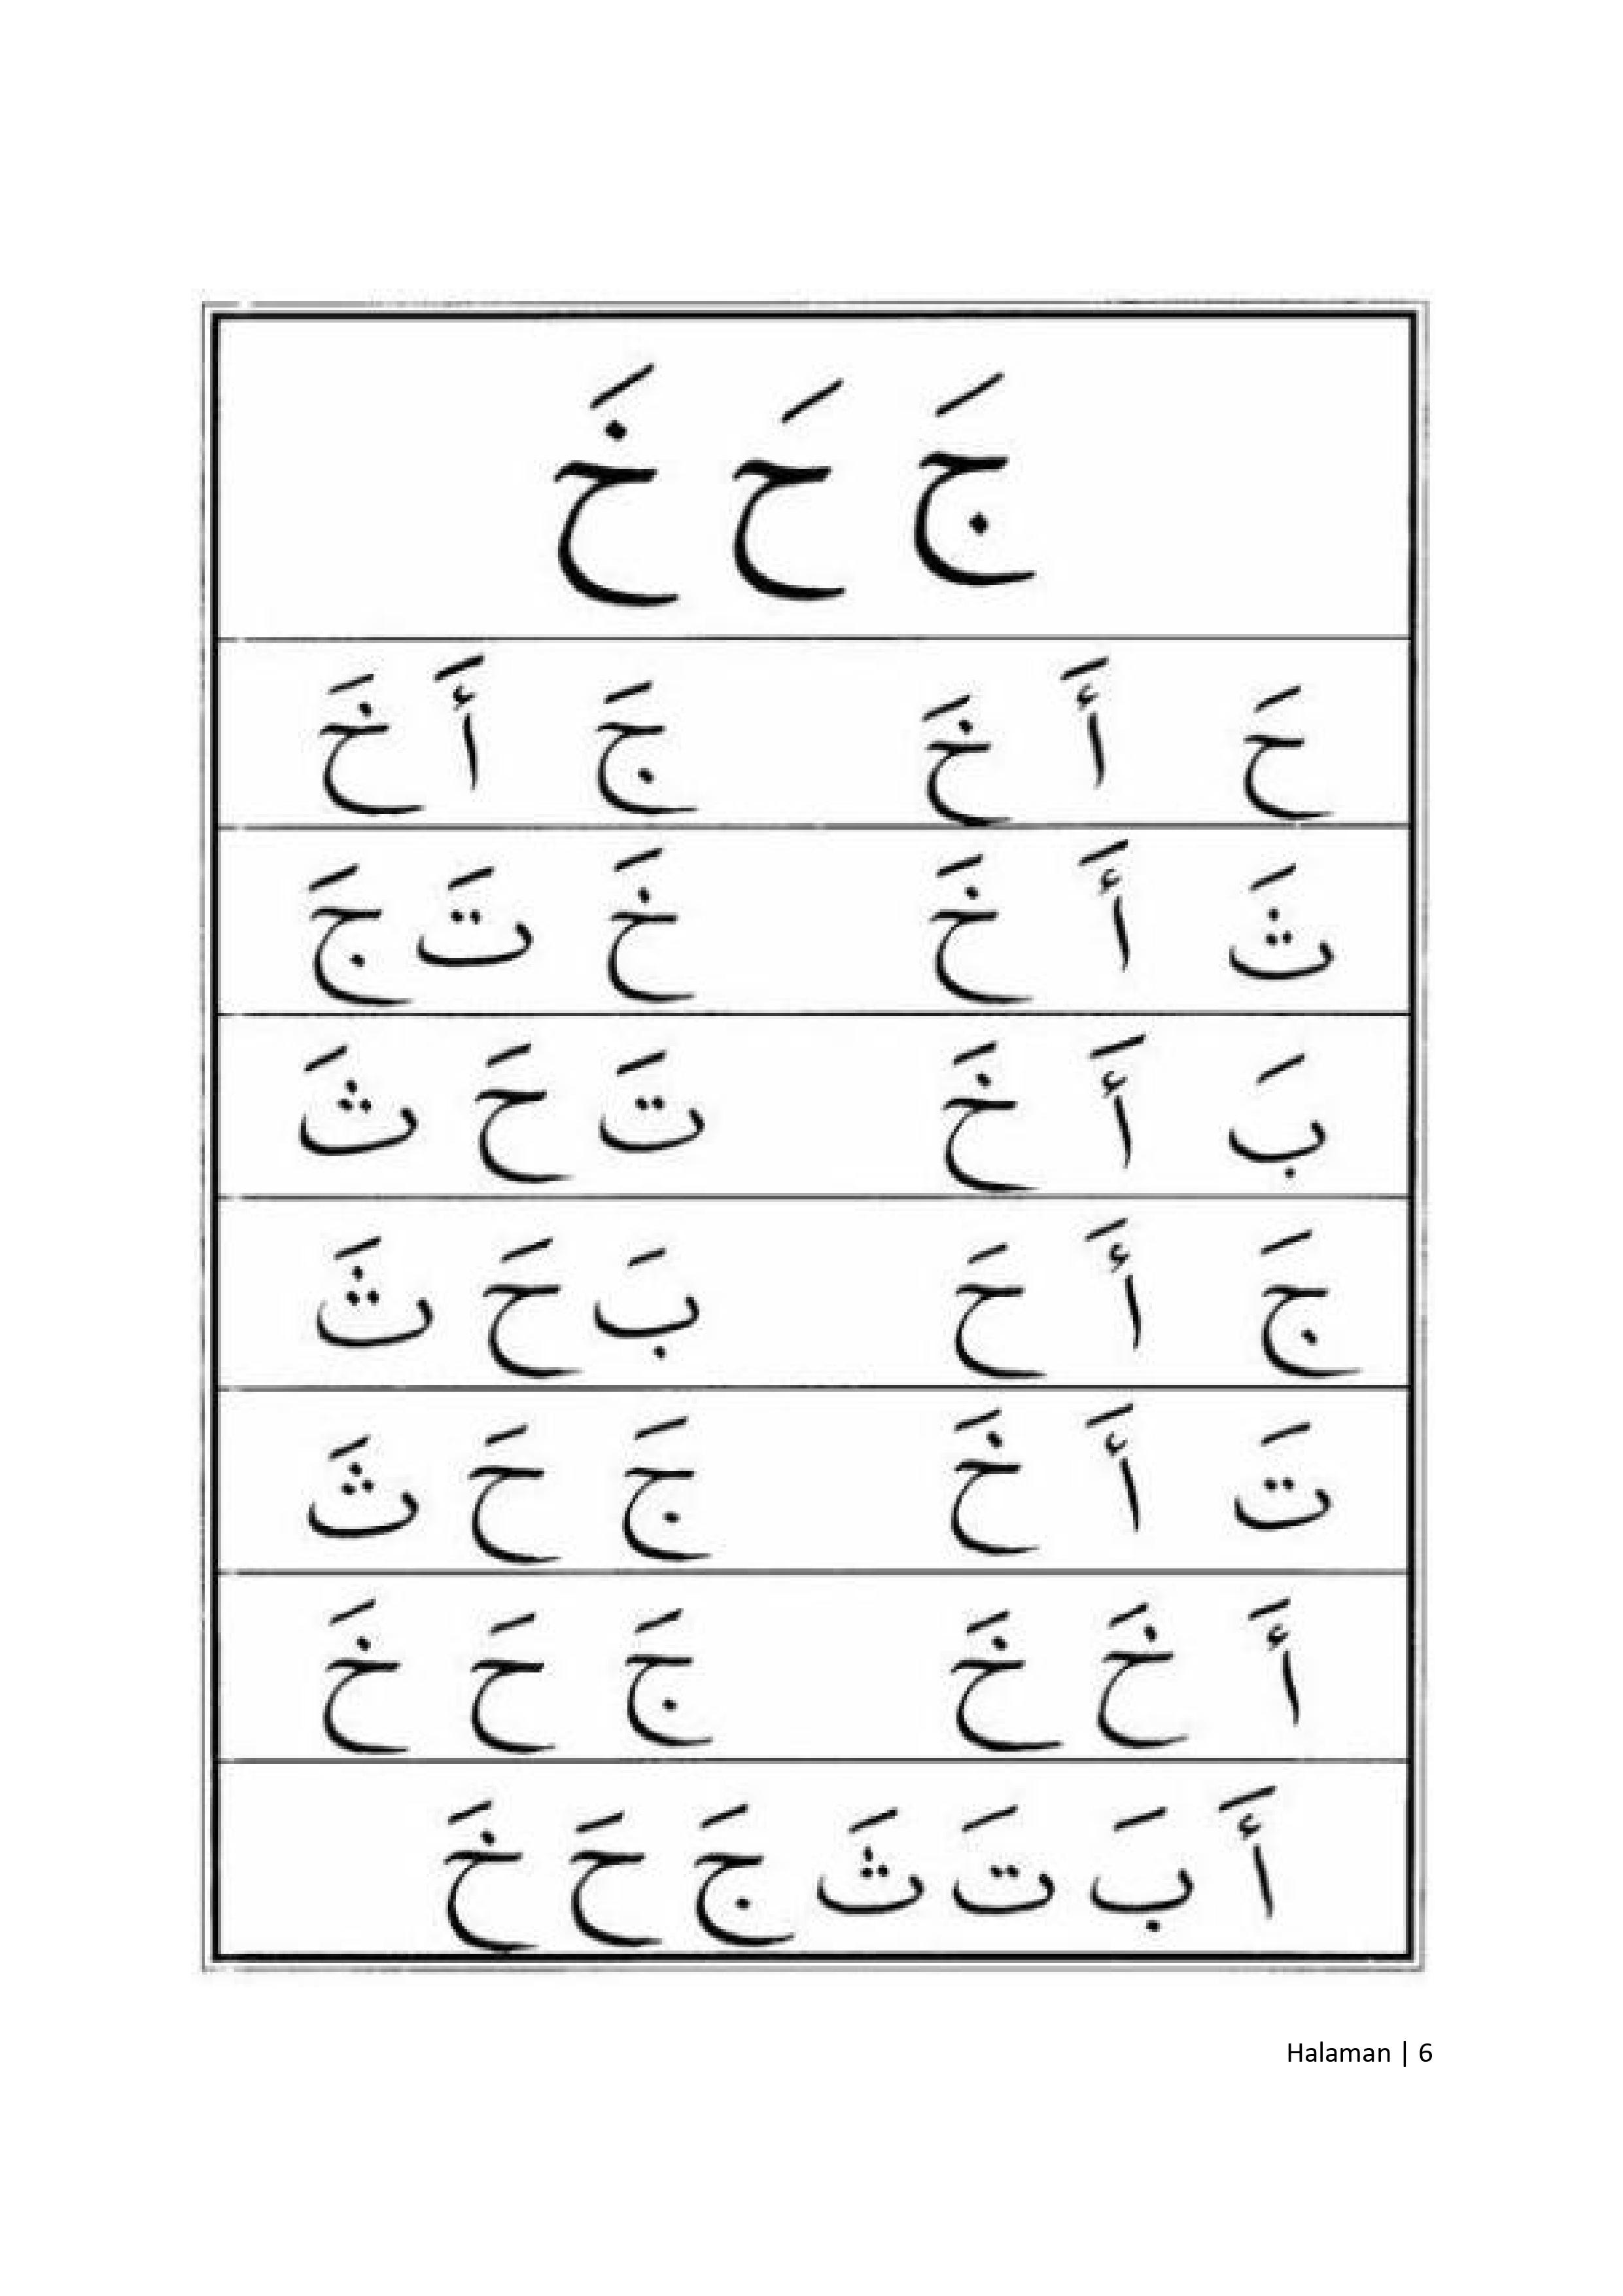 جَ حَ خَ
حَ أَ خَ جَ أَ خَ
ثَ أَ خَ خَ تَ جَ
بَ أَ خَ تَ حَ ثَ
جَ أَ حَ بَ حَ ثَ
تَ أَ خَ جَ حَ ثَ
أَ خَ خَ جَ حَ خَ
أَ بَ تَ ثَ جَ حَ خَ
Halaman | 6